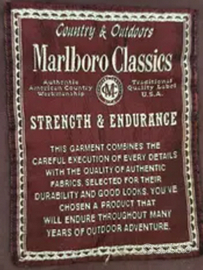 Country & Outdoors
Marlboro Classics
Authentic Traditional
American Country Quality Label
Workmanship U.S.A.
STRENGTH & ENDURANCE
THIS GARMENT COMBINES THE
CAREFUL EXECUTION OF EVERY DETAILS
WITH THE QUALITY OF AUTHENTIC
FABRICS, SELECTED FOR THEIR
DURABILITY AND GOOD LOOKS. YOU'VE
CHOSEN A PRODUCT THAT
WILL ENDURE THROUGHOUT MANY
YEARS OF OUTDOOR ADVENTURE.